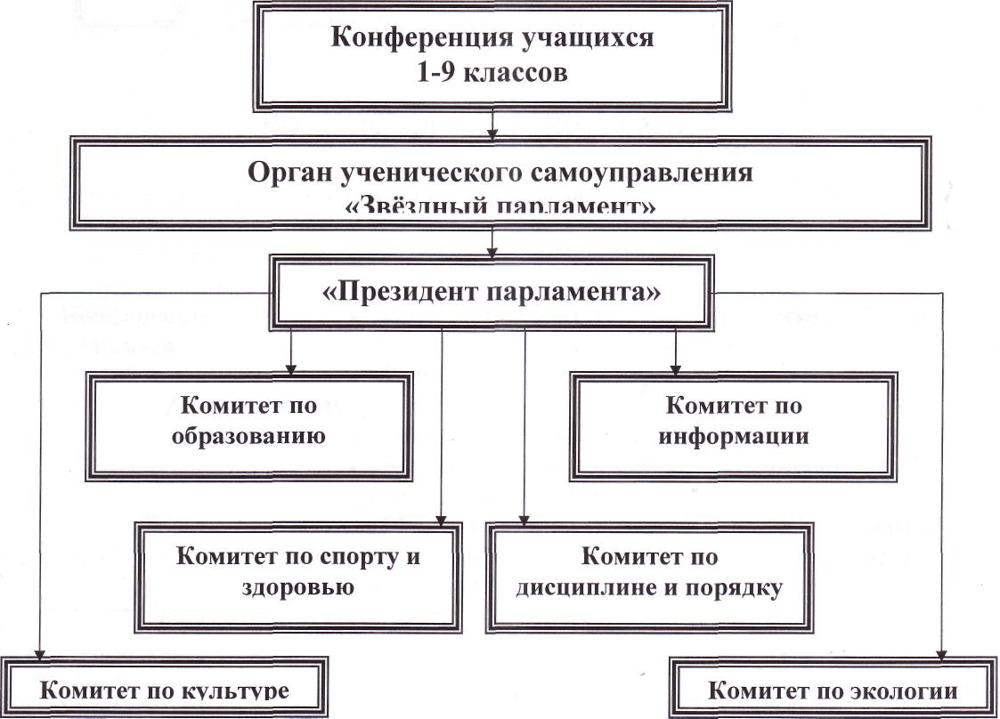 Конференция учащихся
1-9 классов
Орган ученического самоуправления
«Звёздный парламент»
«Президент парламента»
Комитет по
образованию
Комитет по
информации
Комитет по спорту и
здоровью
Комитет по
дисциплине и порядку
Комитет по культуре
Комитет по экологии